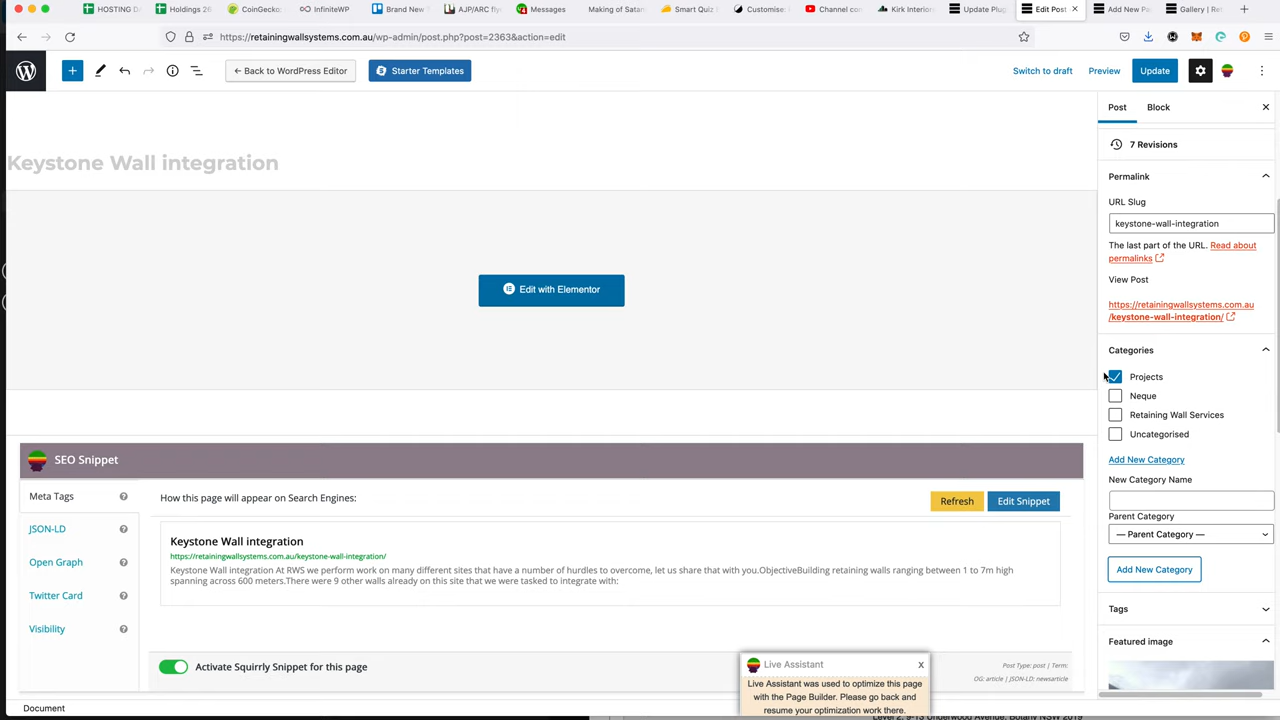 HOSTING D
Holdings 26
CoinGeck
InfiniteWP
Brand New
AJP/ARC fly
Messages
Making of Satan
Smart Quiz
Customise:
Channel con
Kirk Interior
Update Plug
Edit Post
Add New Pa
Gallery | Ret
https://retainingwallsystems.com.au/wp-admin/post.php?post=2363&action=edit
← Back to WordPress Editor
Starter Templates
Switch to draft
Preview
Update
Post
Block
7 Revisions
Keystone Wall integration
Permalink
URL Slug
keystone-wall-integration
The last part of the URL. Read about
permalinks
View Post
https://retainingwallsystems.com.au
/keystone-wall-integration/
Edit with Elementor
Categories
Projects
Neque
Retaining Wall Services
Uncategorised
Add New Category
New Category Name
Parent Category
— Parent Category —
Add New Category
Tags
Featured image
SEO Snippet
Meta Tags
JSON-LD
Open Graph
Twitter Card
Visibility
How this page will appear on Search Engines:
Refresh
Edit Snippet
Keystone Wall integration
https://retainingwallsystems.com.au/keystone-wall-integration/
Keystone Wall integration At RWS we perform work on many different sites that have a number of hurdles to overcome, let us share that with you.ObjectiveBuilding retaining walls ranging between 1 to 7m high
spanning across 600 meters.There were 9 other walls already on this site that we were tasked to integrate with:
Activate Squirrly Snippet for this page
Post Type: post | Term:
OG: article | JSON-LD: newsarticle
Live Assistant
x
Live Assistant was used to optimize this page
with the Page Builder. Please go back and
resume your optimization work there.
Document
Level 2, 9-13 Underwood Avenue, Botany NSW 2019